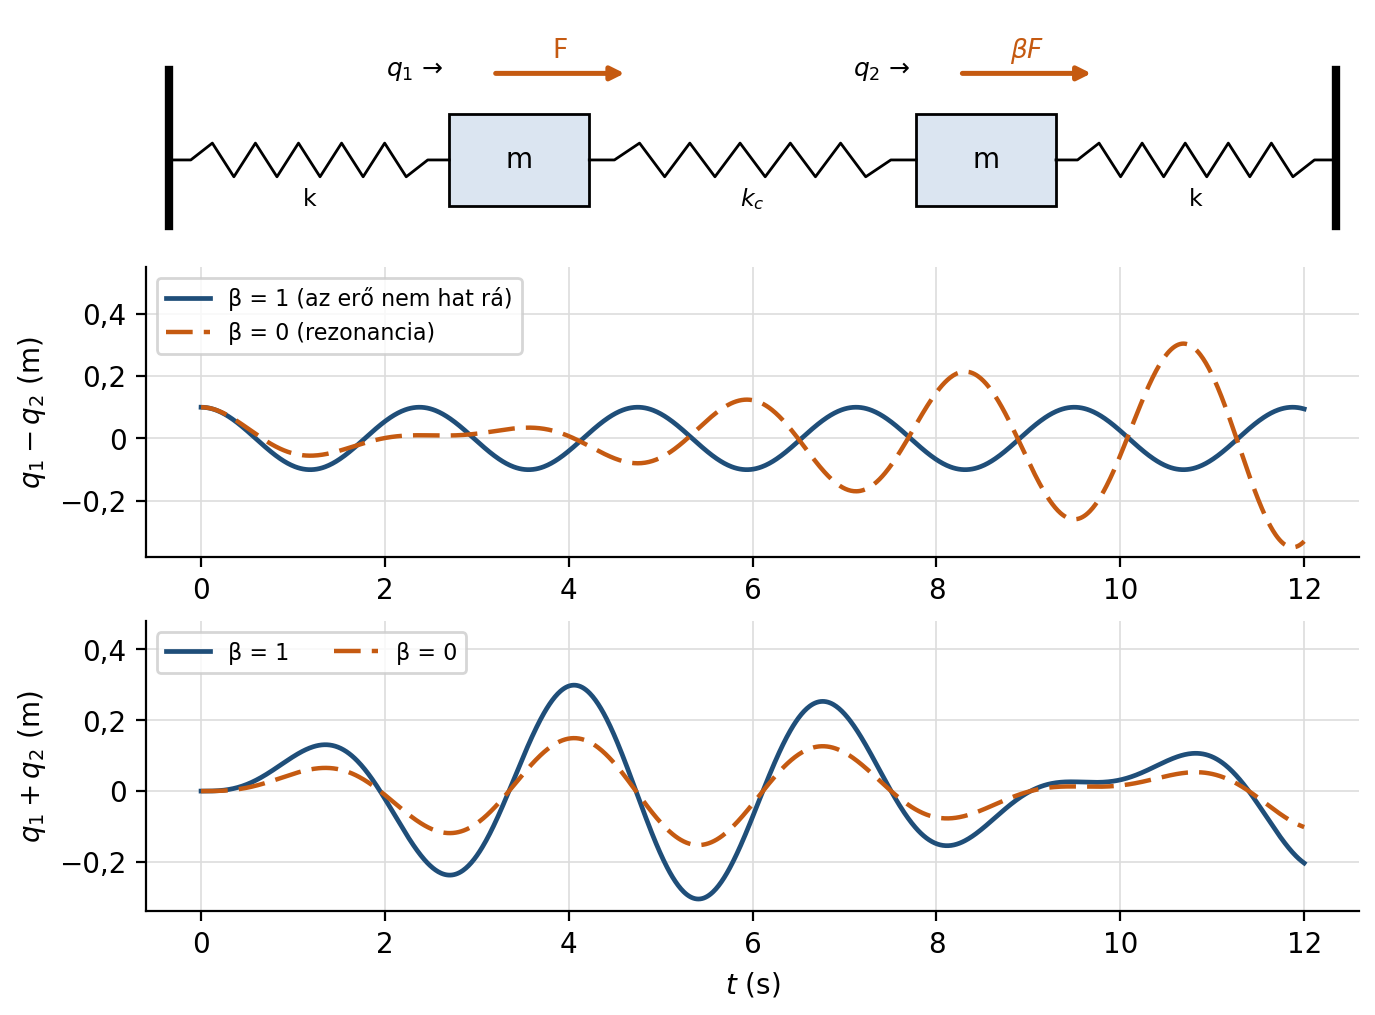 F
βF
q₁ →
q₂ →
m
m
k
k_c
k
β = 1 (az erő nem hat rá)
β = 0 (rezonancia)
q₁ − q₂ (m)
0,4
0,2
0
−0,2
0 2 4 6 8 10 12
β = 1 β = 0
q₁ + q₂ (m)
0,4
0,2
0
−0,2
0 2 4 6 8 10 12
t (s)